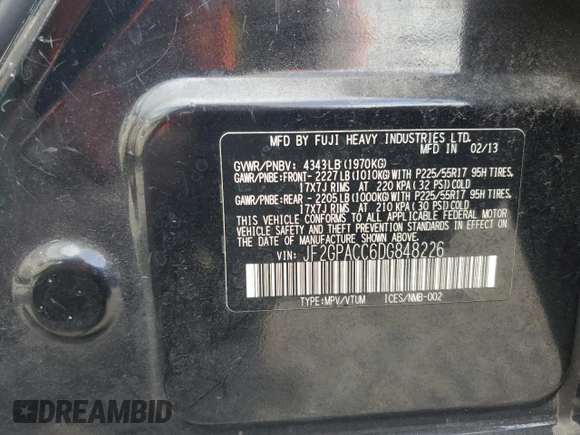 MFD BY FUJI HEAVY INDUSTRIES LTD.
MFD IN 02/13
GVWR/PNBV: 4343LB(1970KG)
GAWR/PNBE:FRONT- 2227LB(1010KG)WITH P225/55R17 95H TIRES,
17X7J RIMS AT 220 KPA(32 PSI)COLD
GAWR/PNBE:REAR - 2205LB(1000KG)WITH P225/55R17 95H TIRES,
17X7J RIMS AT 210 KPA(30 PSI)COLD
THIS VEHICLE CONFORMS TO ALL APPLICABLE FEDERAL MOTOR
VEHICLE SAFETY AND THEFT PREVENTION STANDARDS IN EFFECT ON
THE DATE OF MANUFACTURE SHOWN ABOVE.
VIN: JF2GPACC6DG848226
TYPE:MPV/VTUM ICES/NMB-002
DREAMBID